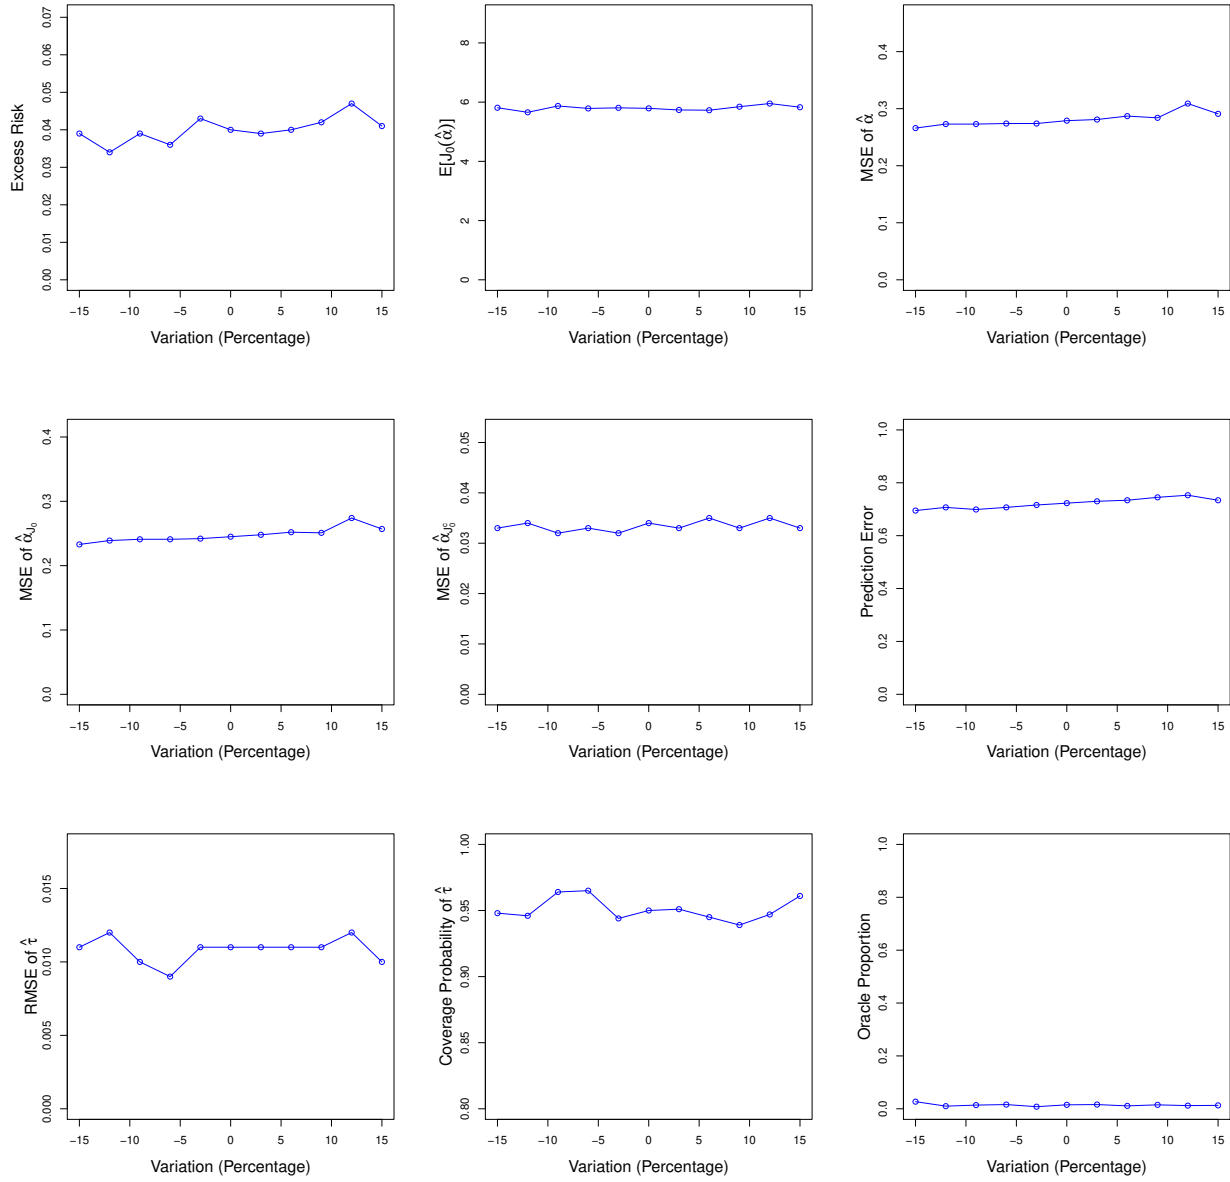 0.00 0.01 0.02 0.03 0.04 0.05 0.06 0.07
Excess Risk
−15 −10 −5 0 5 10 15
Variation (Percentage)
0 2 4 6 8
E[J₀(α̂)]
−15 −10 −5 0 5 10 15
Variation (Percentage)
0.0 0.1 0.2 0.3 0.4
MSE of α̂
−15 −10 −5 0 5 10 15
Variation (Percentage)
0.0 0.1 0.2 0.3 0.4
MSE of α̂_J₀
−15 −10 −5 0 5 10 15
Variation (Percentage)
0.00 0.01 0.02 0.03 0.04 0.05
MSE of α̂_J₀ᶜ
−15 −10 −5 0 5 10 15
Variation (Percentage)
0.0 0.2 0.4 0.6 0.8 1.0
Prediction Error
−15 −10 −5 0 5 10 15
Variation (Percentage)
0.000 0.005 0.010 0.015
RMSE of τ̂
−15 −10 −5 0 5 10 15
Variation (Percentage)
0.80 0.85 0.90 0.95 1.00
Coverage Probability of τ̂
−15 −10 −5 0 5 10 15
Variation (Percentage)
0.0 0.2 0.4 0.6 0.8 1.0
Oracle Proportion
−15 −10 −5 0 5 10 15
Variation (Percentage)